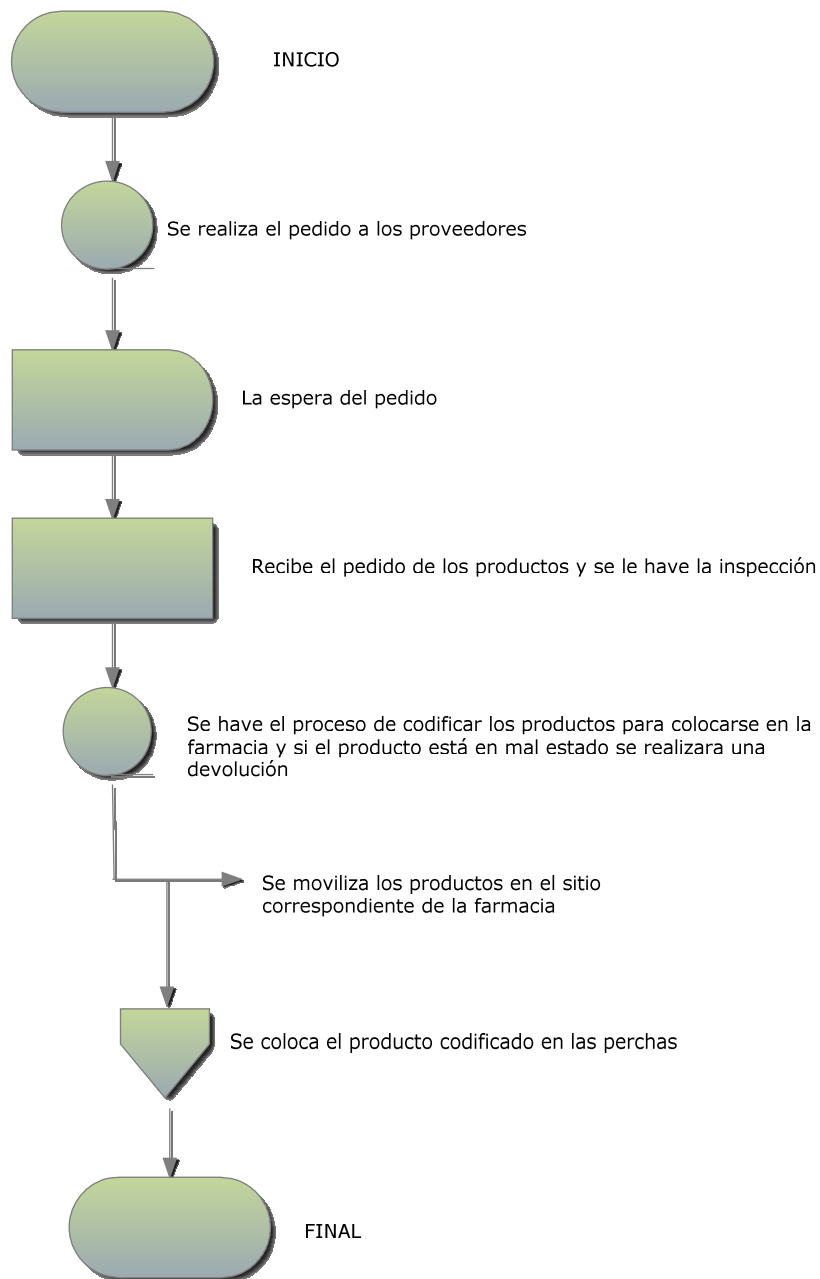 INICIO
Se realiza el pedido a los proveedores
La espera del pedido
Recibe el pedido de los productos y se le have la inspección
Se have el proceso de codificar los productos para colocarse en la
farmacia y si el producto está en mal estado se realizara una
devolución
Se moviliza los productos en el sitio
correspondiente de la farmacia
Se coloca el producto codificado en las perchas
FINAL